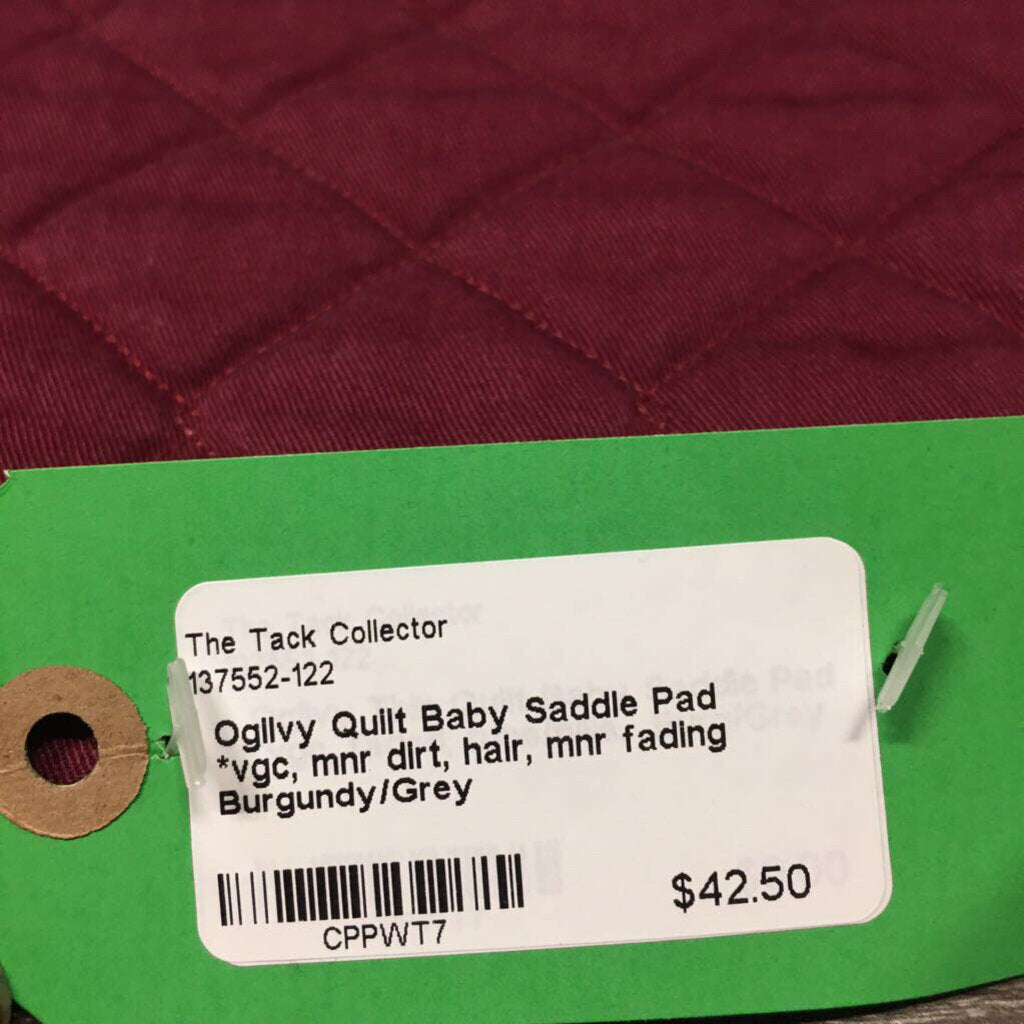 The Tack Collector
137552-122
Ogilvy Quilt Baby Saddle Pad
*vgc, mnr dirt, hair, mnr fading
Burgundy/Grey
CPPWT7
$42.50